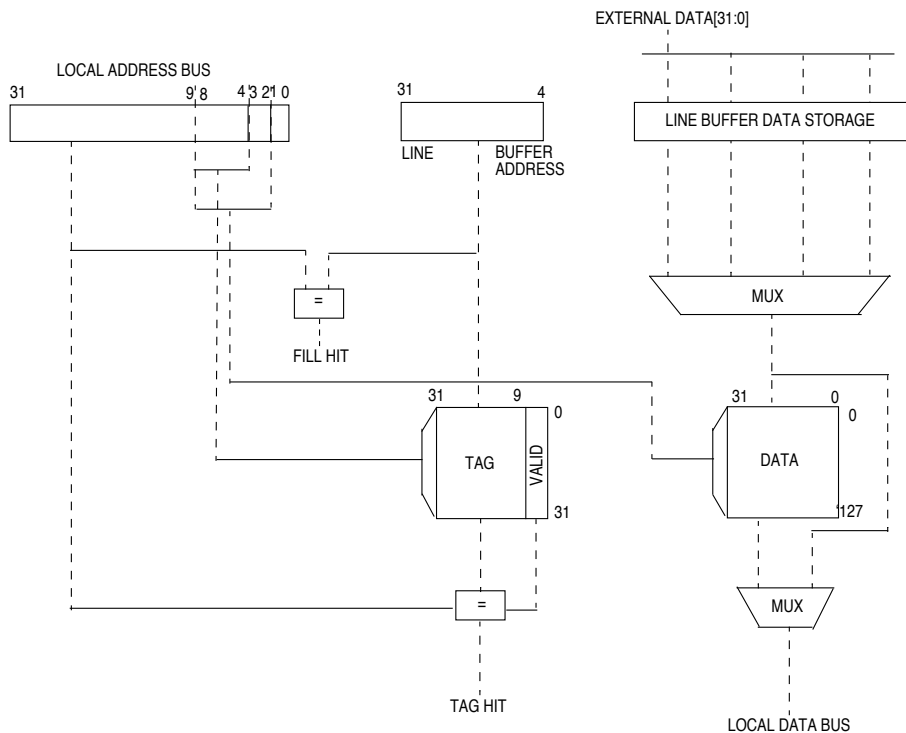 EXTERNAL DATA[31:0]
LOCAL ADDRESS BUS
31 9 8 4 3 2 1 0
31 4
LINE BUFFER DATA STORAGE
LINE BUFFER
ADDRESS
MUX
=
FILL HIT
31 9
0
31 0
0
TAG
VALID
DATA
31
'127
=
MUX
TAG HIT
LOCAL DATA BUS